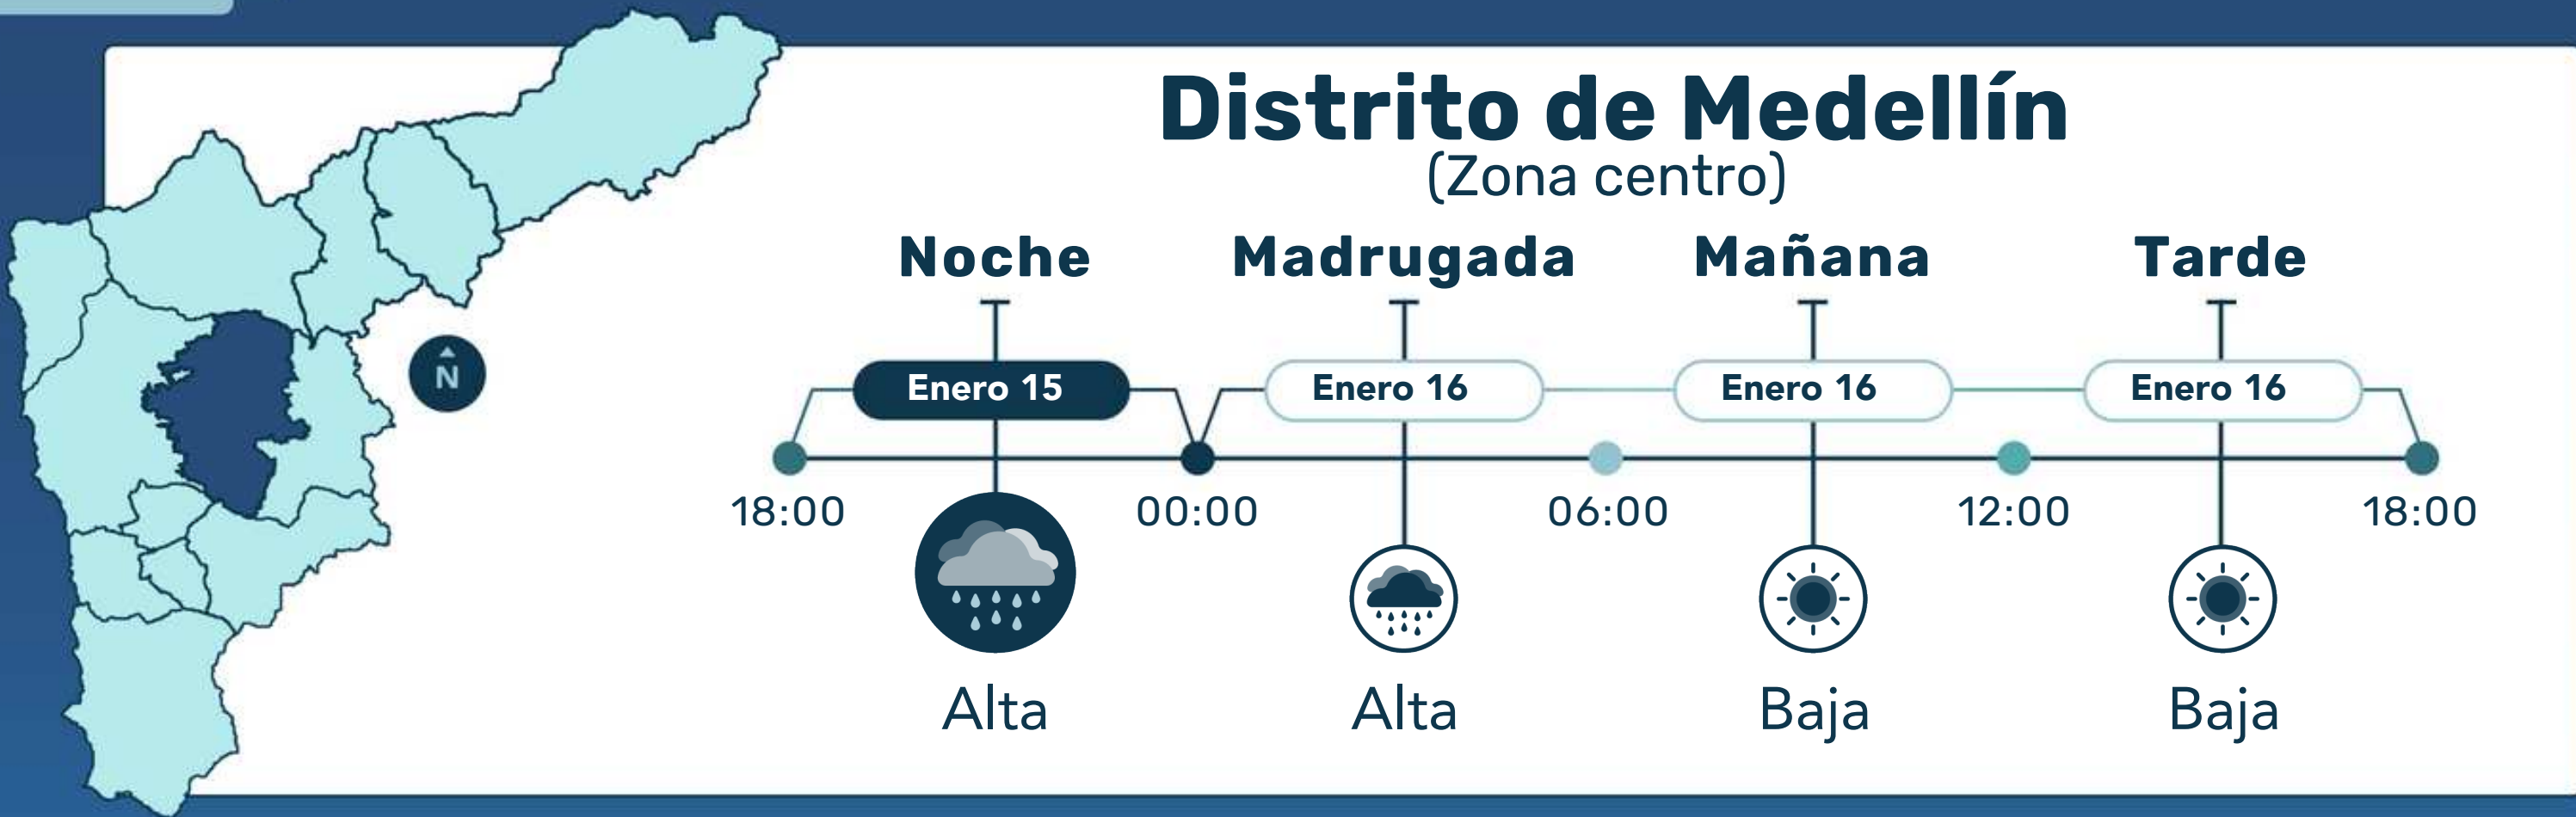 Distrito de Medellín
(Zona centro)
Noche Madrugada Mañana Tarde
Enero 15 Enero 16 Enero 16 Enero 16
N
18:00 00:00 06:00 12:00 18:00
Alta Alta Baja Baja